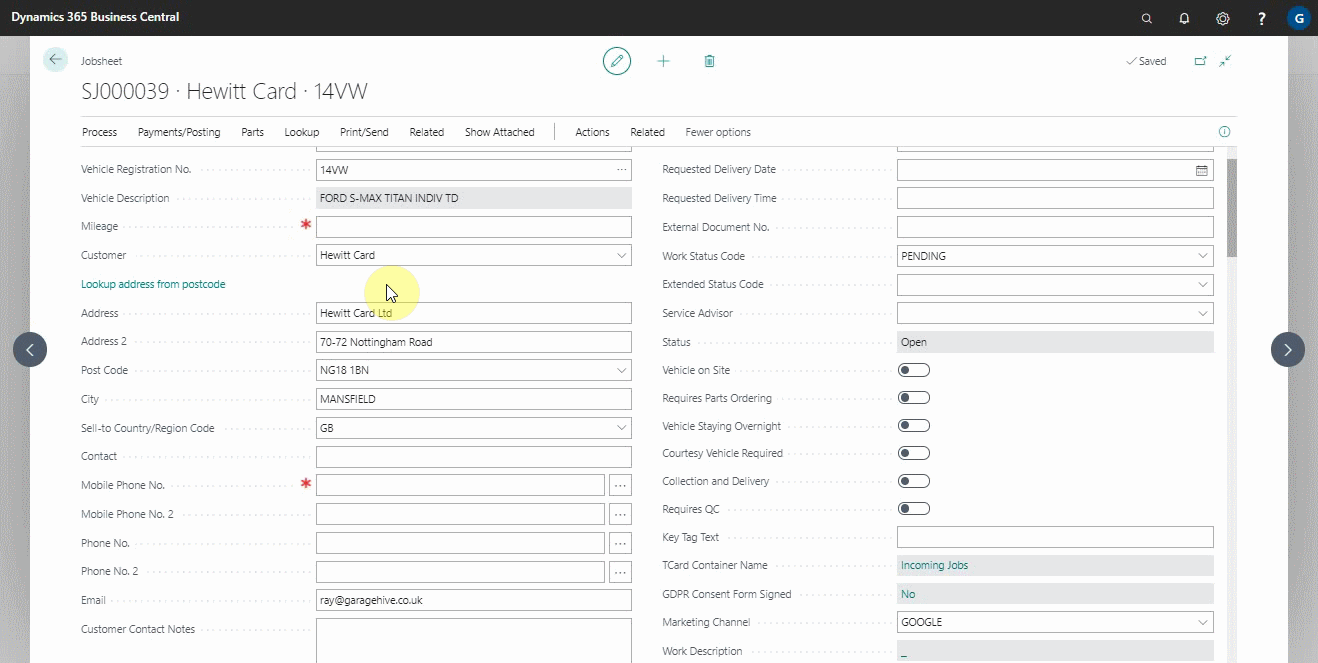 Dynamics 365 Business Central
?
G
Jobsheet
Saved
SJ000039 · Hewitt Card · 14VW
Process
Payments/Posting
Parts
Lookup
Print/Send
Related
Show Attached
Actions
Related
Fewer options
Vehicle Registration No.
14VW
Vehicle Description
FORD S-MAX TITAN INDIV TD
Mileage
*
Customer
Hewitt Card
Lookup address from postcode
Address
Hewitt Card Ltd
Address 2
70-72 Nottingham Road
Post Code
NG18 1BN
City
MANSFIELD
Sell-to Country/Region Code
GB
Contact
Mobile Phone No.
*
Mobile Phone No. 2
Phone No.
Phone No. 2
Email
ray@garagehive.co.uk
Customer Contact Notes
Requested Delivery Date
Requested Delivery Time
External Document No.
Work Status Code
PENDING
Extended Status Code
Service Advisor
Status
Open
Vehicle on Site
Requires Parts Ordering
Vehicle Staying Overnight
Courtesy Vehicle Required
Collection and Delivery
Requires QC
Key Tag Text
TCard Container Name
Incoming Jobs
GDPR Consent Form Signed
No
Marketing Channel
GOOGLE
Work Description
_